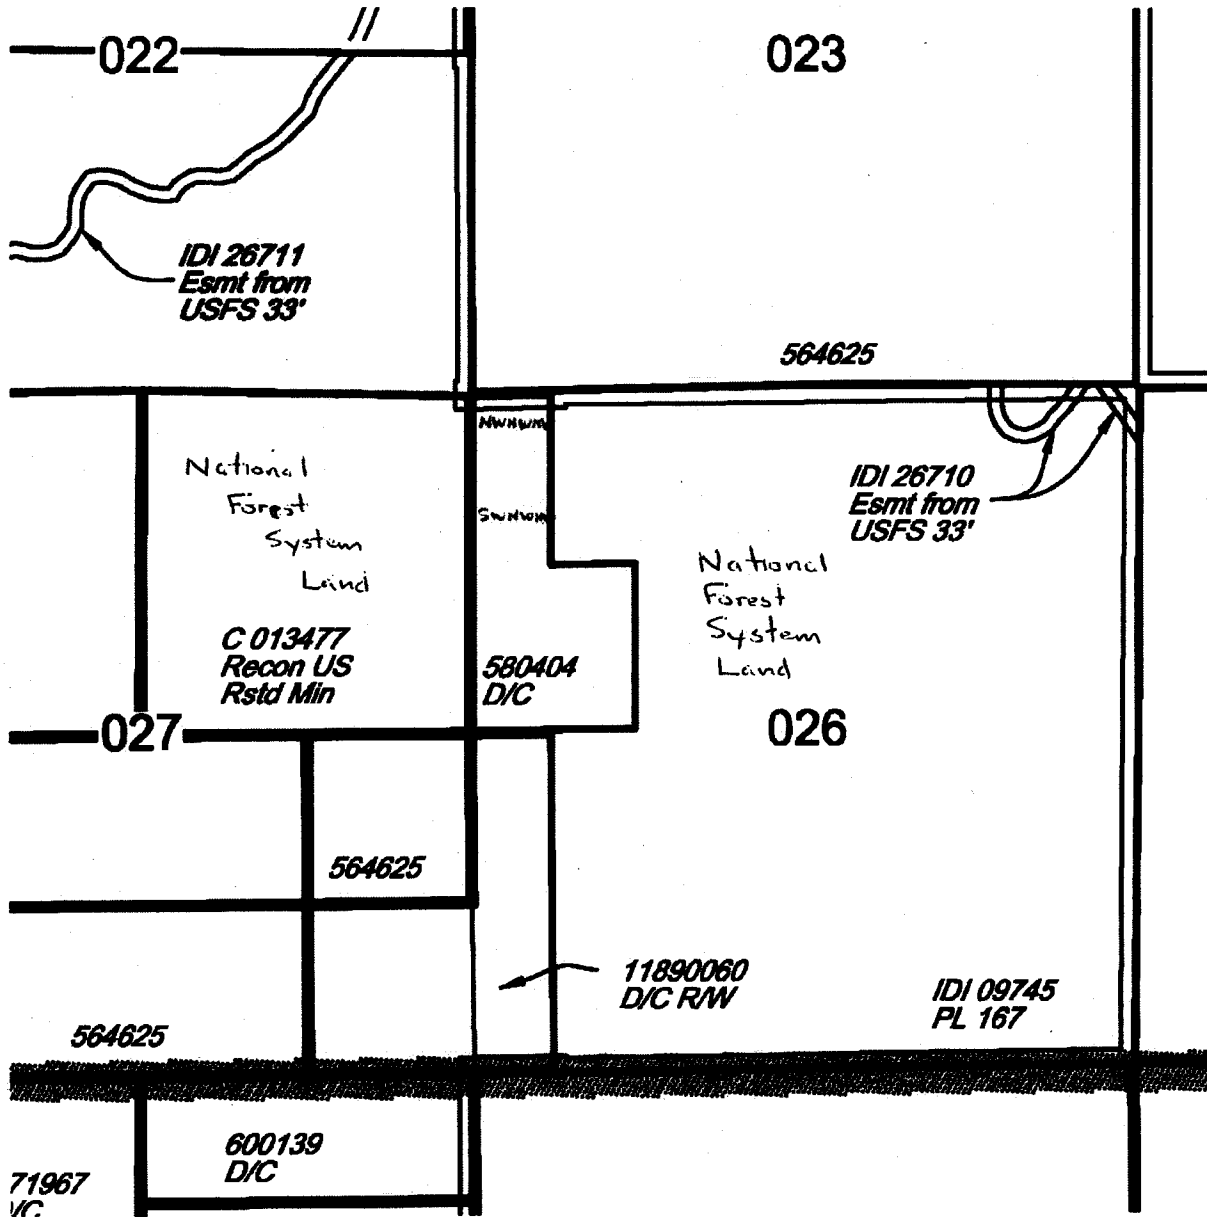 022
023
IDI 26711
Esmt from
USFS 33'
564625
NWNWNW
SWNWNW
National
Forest
System
Land
IDI 26710
Esmt from
USFS 33'
National
Forest
System
Land
C 013477
Recon US
Rstd Min
580404
D/C
027
026
564625
11890060
D/C R/W
IDI 09745
PL 167
564625
600139
D/C
71967
/C